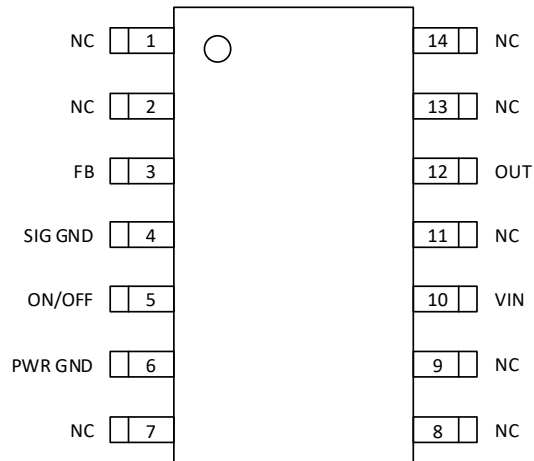 NC 1 14 NC
NC 2 13 NC
FB 3 12 OUT
SIG GND 4 11 NC
ON/OFF 5 10 VIN
PWR GND 6 9 NC
NC 7 8 NC